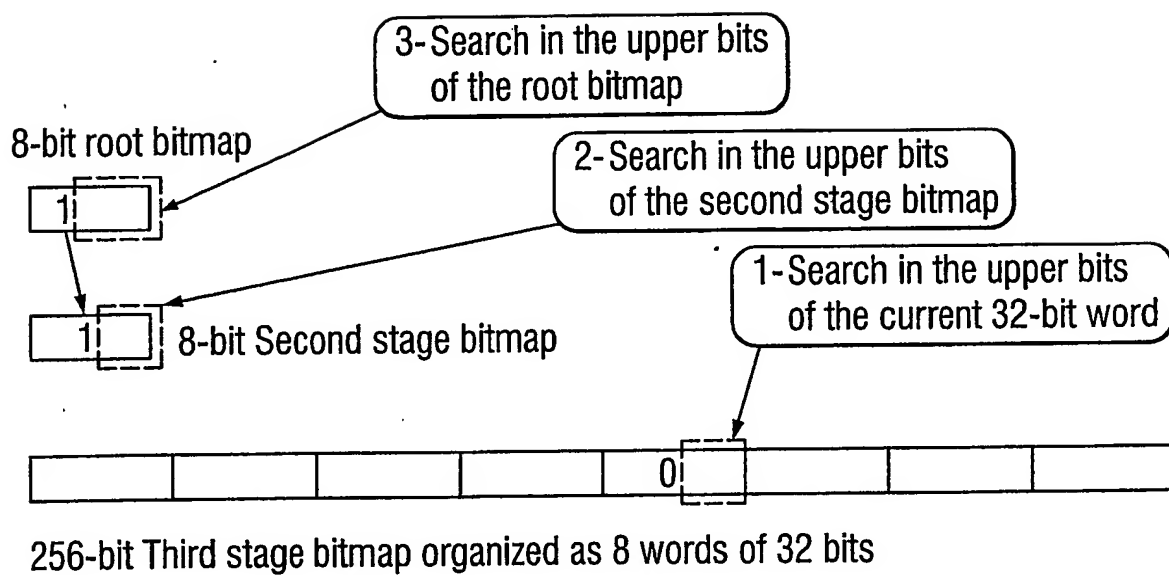 3-Search in the upper bits
of the root bitmap
8-bit root bitmap
2-Search in the upper bits
of the second stage bitmap
1
1-Search in the upper bits
of the current 32-bit word
1
8-bit Second stage bitmap
0
256-bit Third stage bitmap organized as 8 words of 32 bits